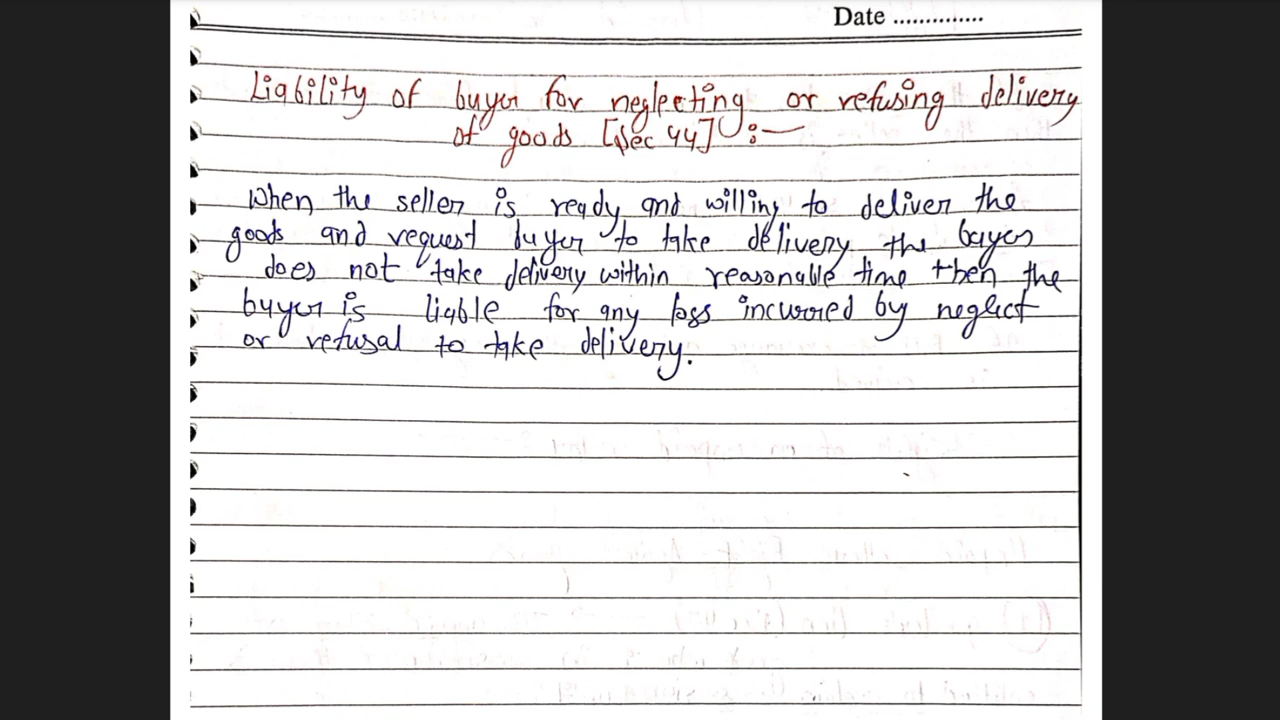 Date ..............
Liability of buyer for neglecting or refusing delivery
of goods [Sec 44] :—
When the seller is ready and willing to deliver the
goods and request buyer to take delivery the buyer
does not take delivery within reasonable time then the
buyer is liable for any loss incurred by neglect
or refusal to take delivery.